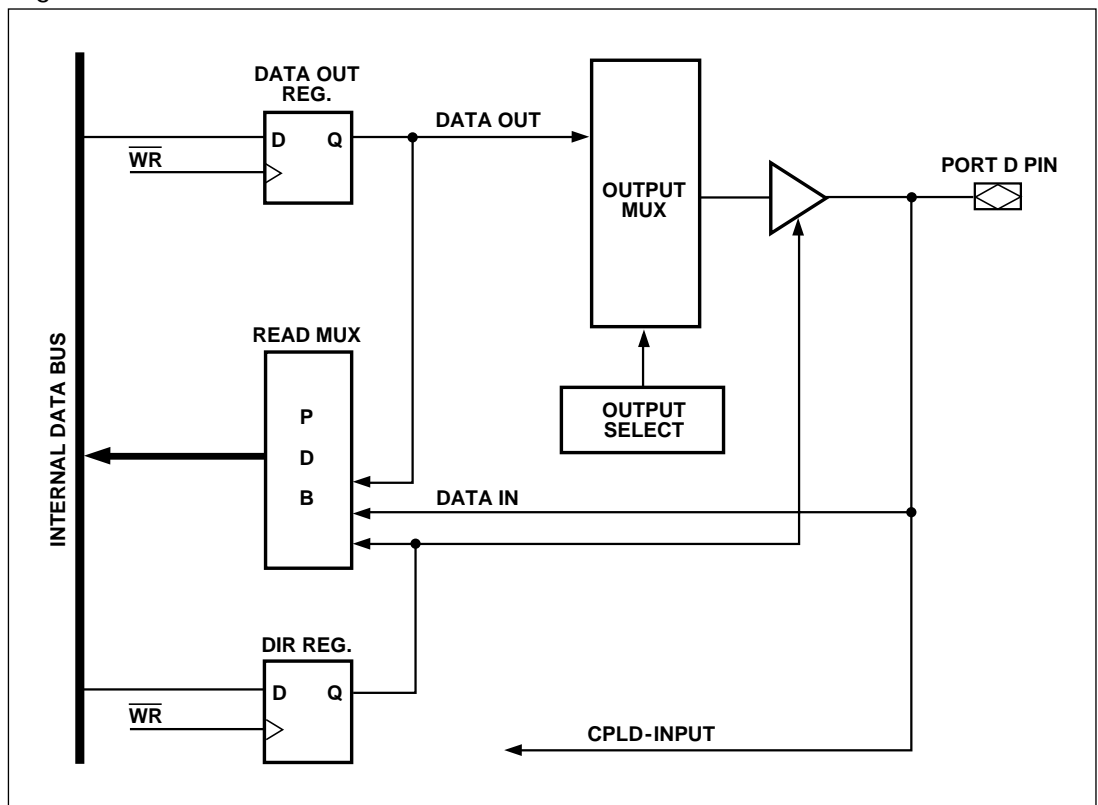 DATA OUT
REG.
D Q
WR
DATA OUT
OUTPUT
MUX
PORT D PIN
INTERNAL DATA BUS
READ MUX
P
D
B
OUTPUT
SELECT
DATA IN
DIR REG.
D Q
WR
CPLD-INPUT